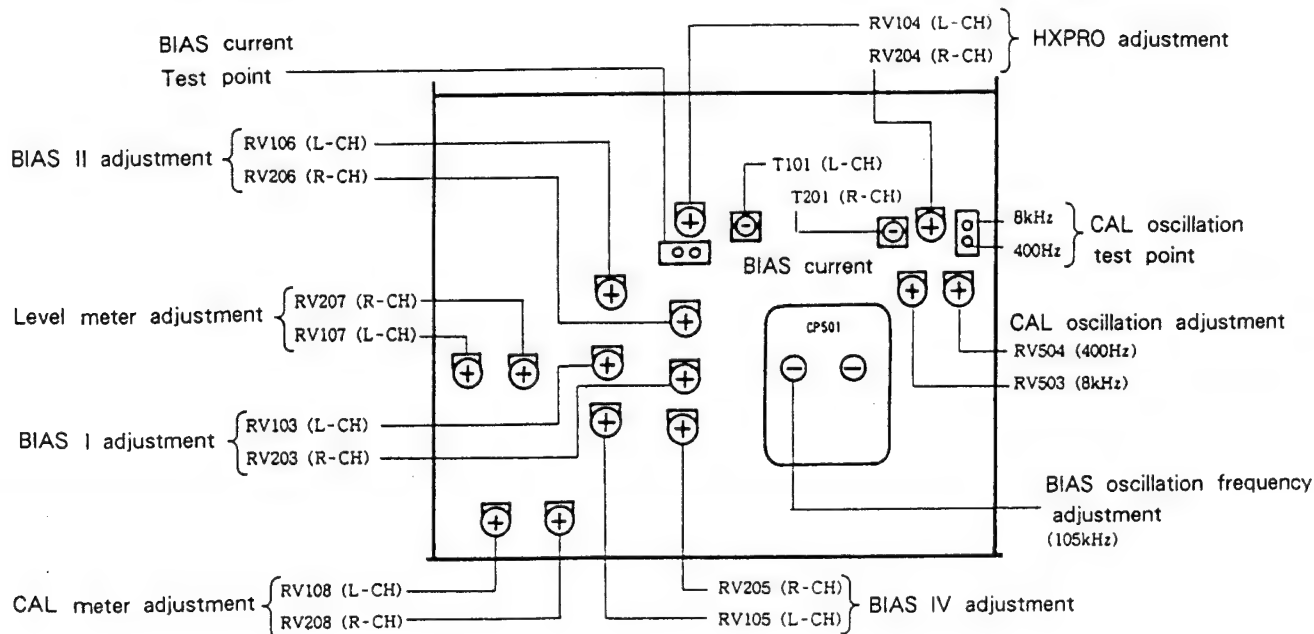 BIAS current
Test point
RV104 (L-CH)
RV204 (R-CH)
HXPRO adjustment
BIAS II adjustment
RV106 (L-CH)
RV206 (R-CH)
T101 (L-CH)
T201 (R-CH)
8kHz
400Hz
CAL oscillation
test point
BIAS current
Level meter adjustment
RV207 (R-CH)
RV107 (L-CH)
CP501
CAL oscillation adjustment
RV504 (400Hz)
RV503 (8kHz)
BIAS I adjustment
RV103 (L-CH)
RV203 (R-CH)
BIAS oscillation frequency
adjustment
(105kHz)
CAL meter adjustment
RV108 (L-CH)
RV208 (R-CH)
RV205 (R-CH)
RV105 (L-CH)
BIAS IV adjustment